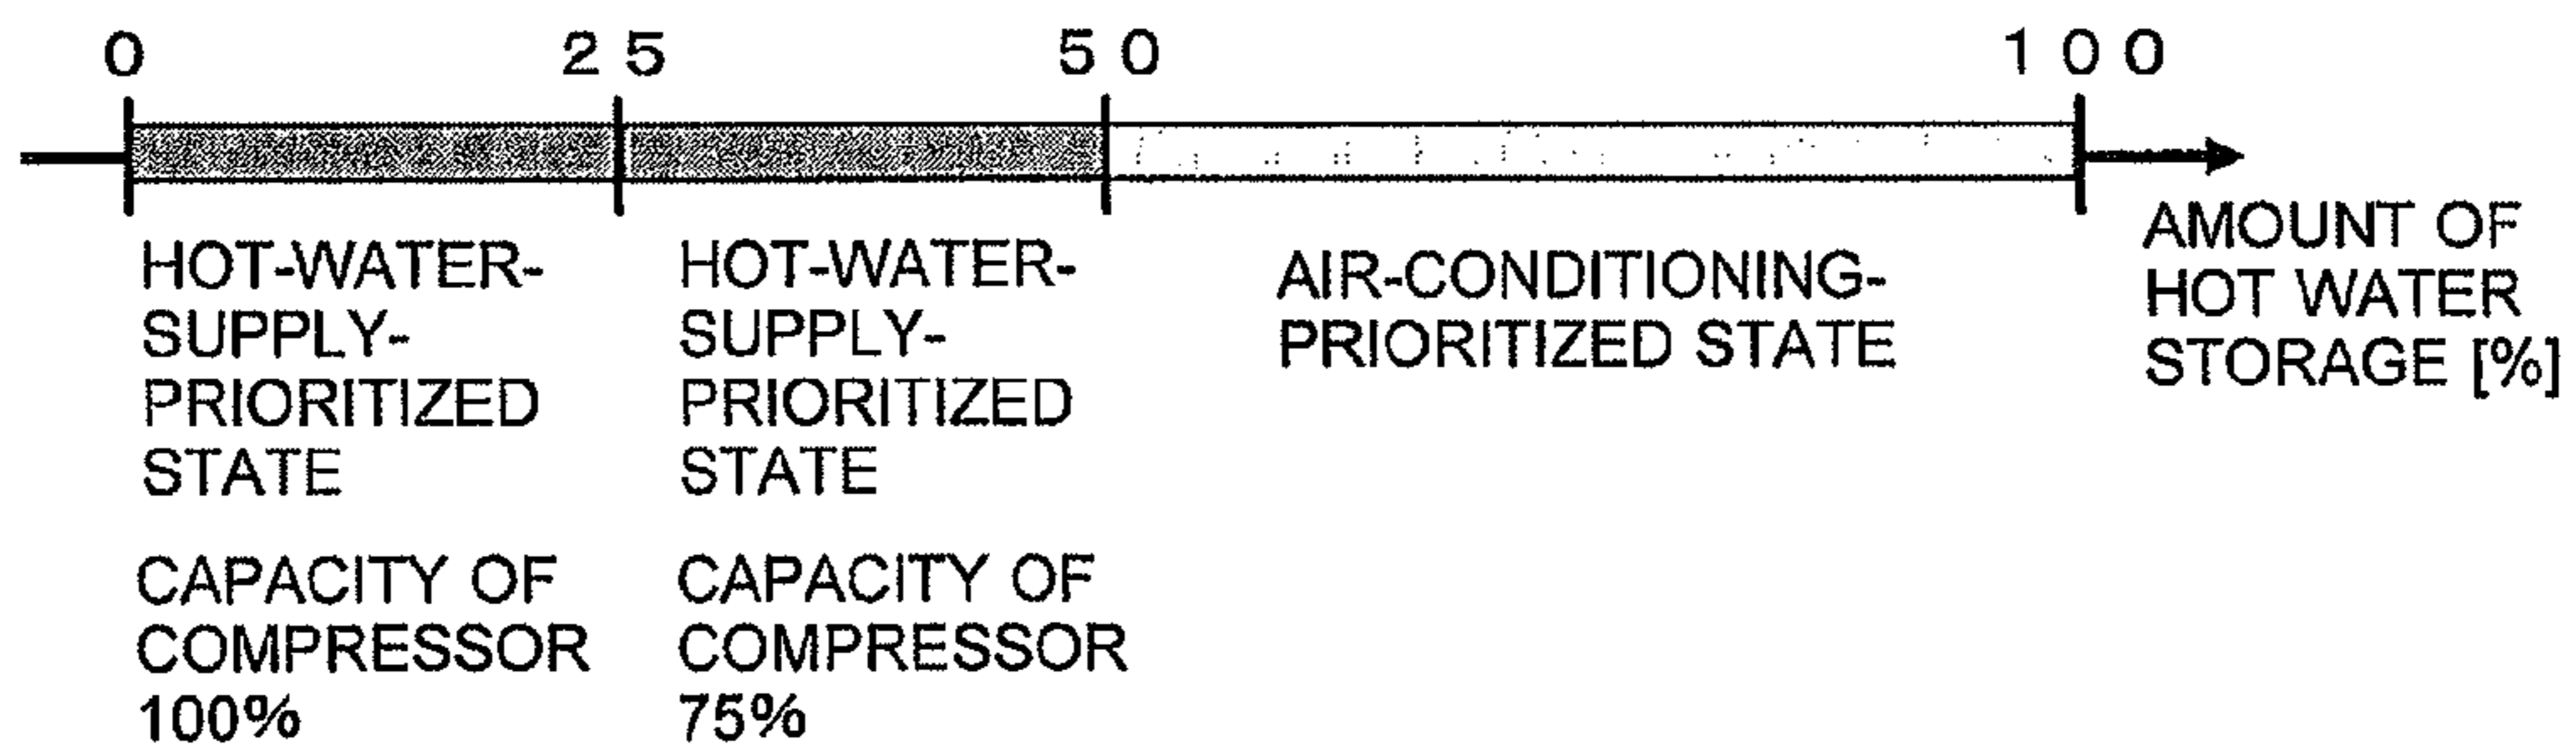 0 25 50 100
HOT-WATER-
SUPPLY-
PRIORITIZED
STATE
CAPACITY OF
COMPRESSOR
100%
HOT-WATER-
SUPPLY-
PRIORITIZED
STATE
CAPACITY OF
COMPRESSOR
75%
AIR-CONDITIONING-
PRIORITIZED STATE
AMOUNT OF
HOT WATER
STORAGE [%]